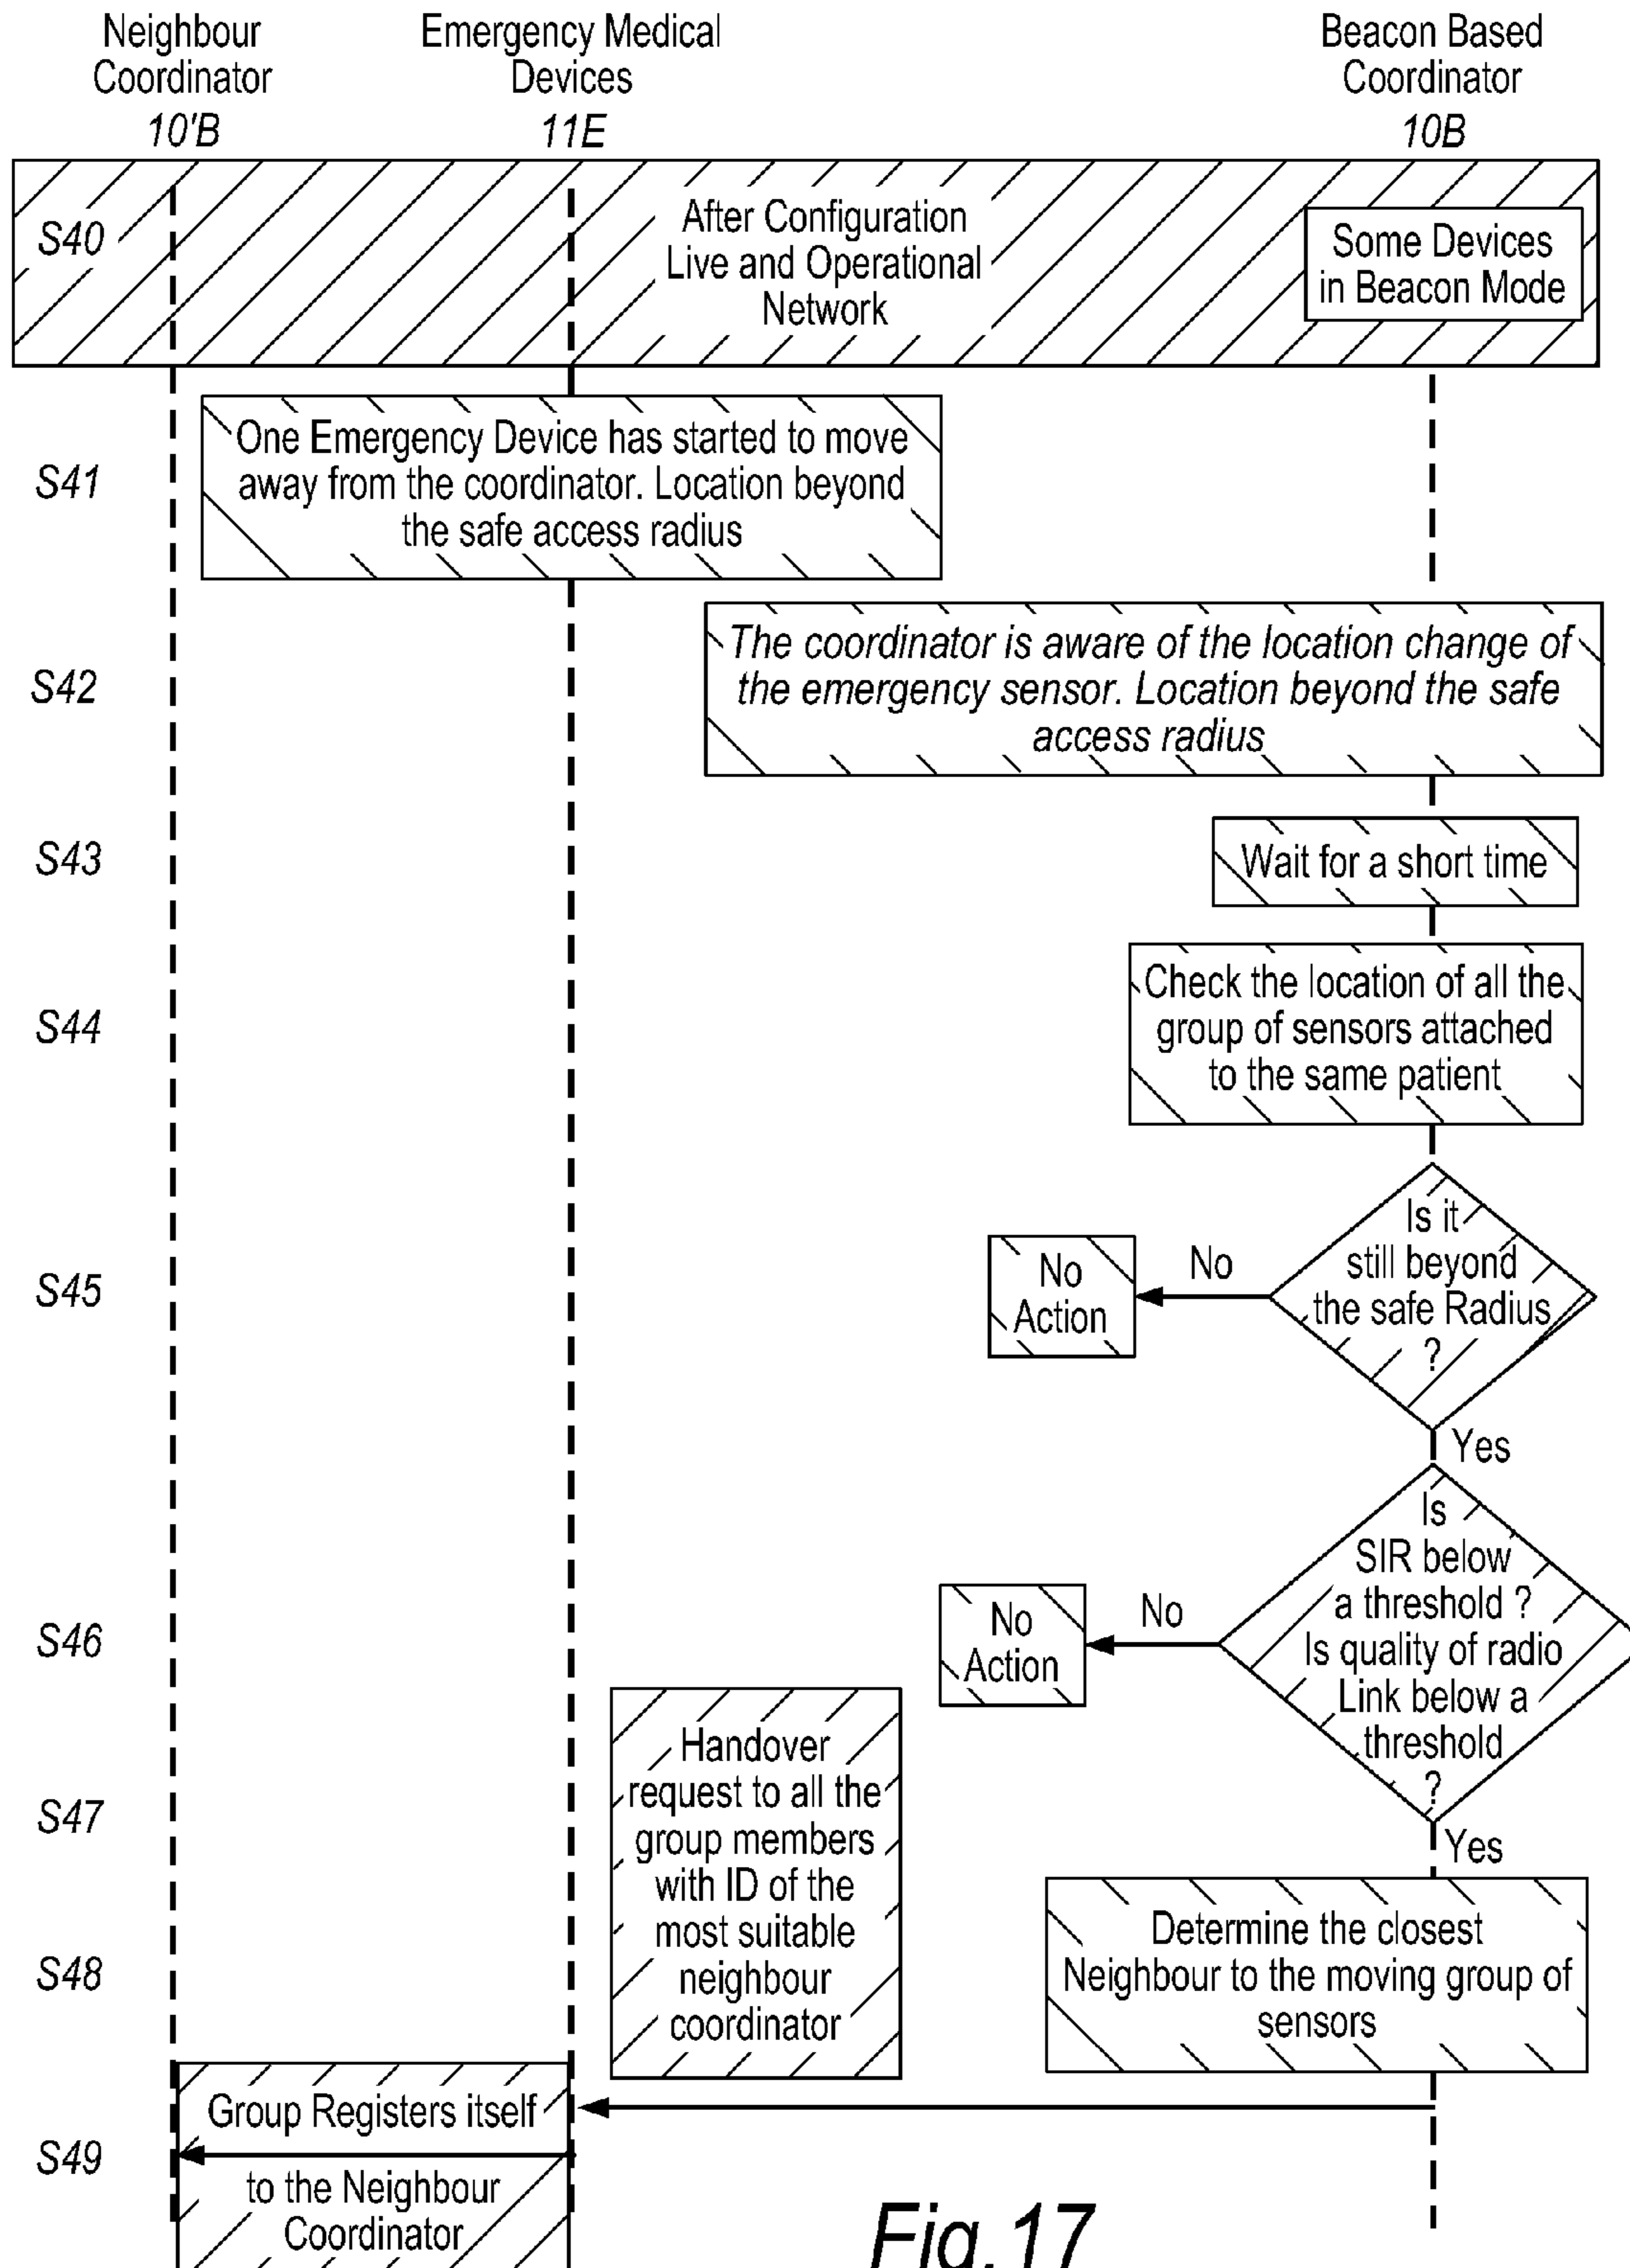 Neighbour
Coordinator
10'B
Emergency Medical
Devices
11E
Beacon Based
Coordinator
10B
S40
After Configuration
Live and Operational
Network
Some Devices
in Beacon Mode
S41
One Emergency Device has started to move
away from the coordinator. Location beyond
the safe access radius
S42
The coordinator is aware of the location change of
the emergency sensor. Location beyond the safe
access radius
S43
Wait for a short time
S44
Check the location of all the
group of sensors attached
to the same patient
S45
No
Action
No
Is it
still beyond
the safe Radius
?
Yes
S46
No
Action
No
Is
SIR below
a threshold ?
Is quality of radio
Link below a
threshold
?
Yes
S47
Handover
request to all the
group members
with ID of the
most suitable
neighbour
coordinator
S48
Determine the closest
Neighbour to the moving group of
sensors
S49
Group Registers itself
to the Neighbour
Coordinator
Fig.17